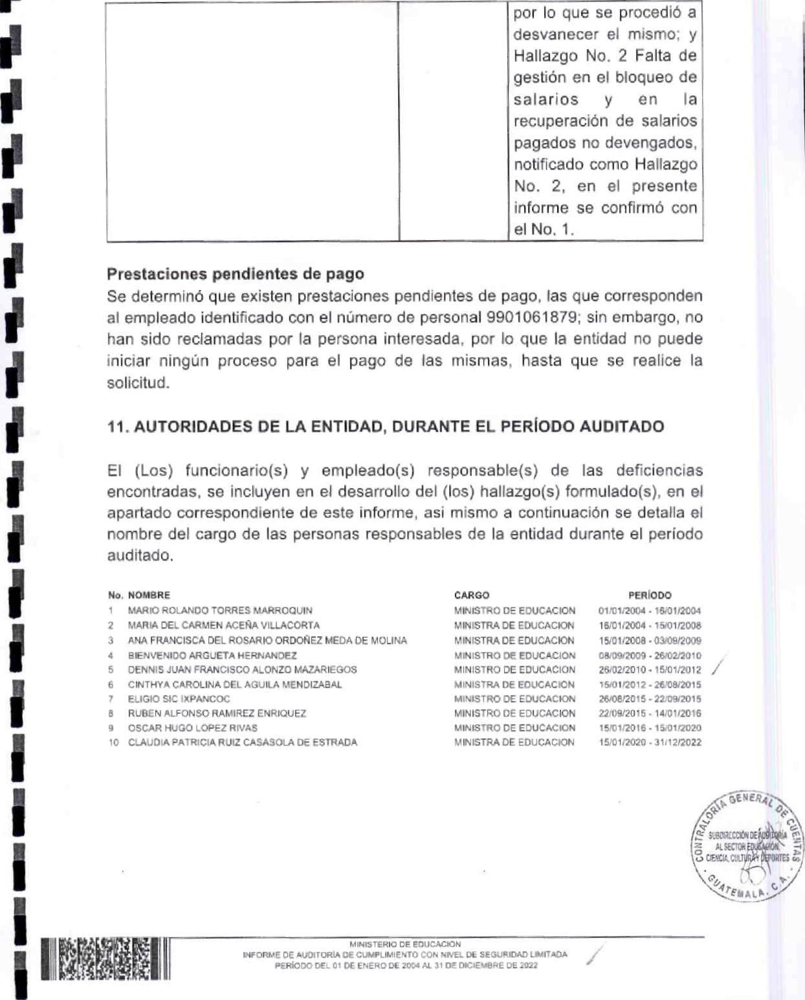 por lo que se procedió a
desvanecer el mismo; y
Hallazgo No. 2 Falta de
gestión en el bloqueo de
salarios y en la
recuperación de salarios
pagados no devengados,
notificado como Hallazgo
No. 2, en el presente
informe se confirmó con
el No. 1.
Prestaciones pendientes de pago
Se determinó que existen prestaciones pendientes de pago, las que corresponden
al empleado identificado con el número de personal 9901061879; sin embargo, no
han sido reclamadas por la persona interesada, por lo que la entidad no puede
iniciar ningún proceso para el pago de las mismas, hasta que se realice la
solicitud.
11. AUTORIDADES DE LA ENTIDAD, DURANTE EL PERÍODO AUDITADO
El (Los) funcionario(s) y empleado(s) responsable(s) de las deficiencias
encontradas, se incluyen en el desarrollo del (los) hallazgo(s) formulado(s), en el
apartado correspondiente de este informe, asi mismo a continuación se detalla el
nombre del cargo de las personas responsables de la entidad durante el período
auditado.
No. NOMBRE CARGO PERÍODO
1 MARIO ROLANDO TORRES MARROQUIN MINISTRO DE EDUCACION 01/01/2004 - 16/01/2004
2 MARIA DEL CARMEN ACEÑA VILLACORTA MINISTRA DE EDUCACION 16/01/2004 - 15/01/2008
3 ANA FRANCISCA DEL ROSARIO ORDOÑEZ MEDA DE MOLINA MINISTRA DE EDUCACION 15/01/2008 - 03/09/2009
4 BIENVENIDO ARGUETA HERNANDEZ MINISTRO DE EDUCACION 08/09/2009 - 26/02/2010
5 DENNIS JUAN FRANCISCO ALONZO MAZARIEGOS MINISTRO DE EDUCACION 26/02/2010 - 15/01/2012
6 CINTHYA CAROLINA DEL AGUILA MENDIZABAL MINISTRA DE EDUCACION 15/01/2012 - 26/08/2015
7 ELIGIO SIC IXPANCOC MINISTRO DE EDUCACION 26/08/2015 - 22/09/2015
8 RUBEN ALFONSO RAMIREZ ENRIQUEZ MINISTRO DE EDUCACION 22/09/2015 - 14/01/2016
9 OSCAR HUGO LOPEZ RIVAS MINISTRO DE EDUCACION 15/01/2016 - 15/01/2020
10 CLAUDIA PATRICIA RUIZ CASASOLA DE ESTRADA MINISTRA DE EDUCACION 15/01/2020 - 31/12/2022
CONTRALORÍA GENERAL DE CUENTAS
SUBDIRECCIÓN DE AUDITORÍA
AL SECTOR EDUCACIÓN,
CIENCIA, CULTURA Y DEPORTES
GUATEMALA, C.A.
MINISTERIO DE EDUCACION
INFORME DE AUDITORÍA DE CUMPLIMIENTO CON NIVEL DE SEGURIDAD LIMITADA
PERÍODO DEL 01 DE ENERO DE 2004 AL 31 DE DICIEMBRE DE 2022